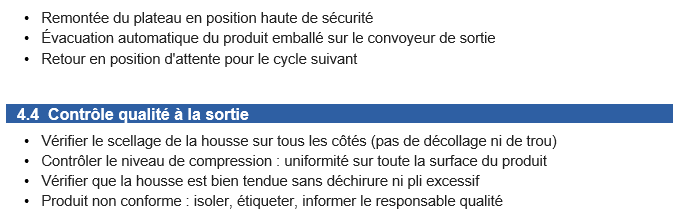 • Remontée du plateau en position haute de sécurité
• Évacuation automatique du produit emballé sur le convoyeur de sortie
• Retour en position d'attente pour le cycle suivant
4.4 Contrôle qualité à la sortie
• Vérifier le scellage de la housse sur tous les côtés (pas de décollage ni de trou)
• Contrôler le niveau de compression : uniformité sur toute la surface du produit
• Vérifier que la housse est bien tendue sans déchirure ni pli excessif
• Produit non conforme : isoler, étiqueter, informer le responsable qualité